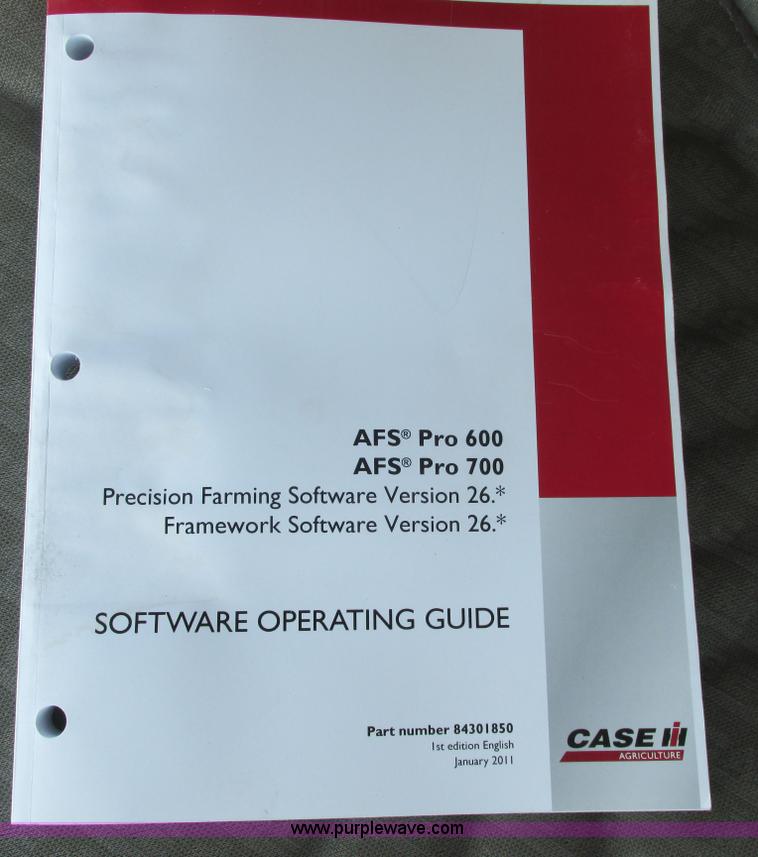 AFS® Pro 600
AFS® Pro 700
Precision Farming Software Version 26.*
Framework Software Version 26.*
SOFTWARE OPERATING GUIDE
Part number 84301850
1st edition English
January 2011
CASE IH
AGRICULTURE
www.purplewave.com